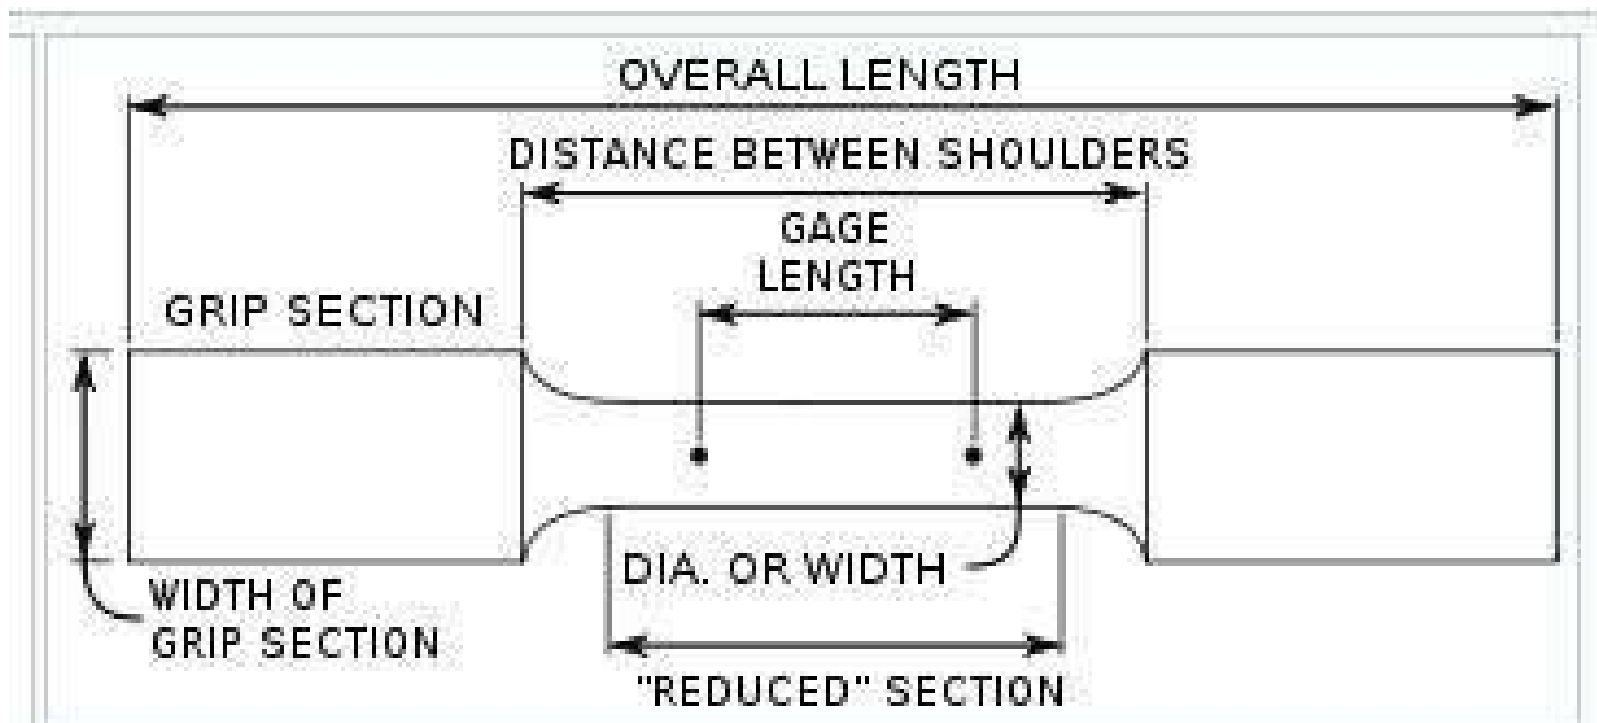 OVERALL LENGTH
DISTANCE BETWEEN SHOULDERS
GAGE
LENGTH
GRIP SECTION
DIA. OR WIDTH
WIDTH OF
GRIP SECTION
"REDUCED" SECTION